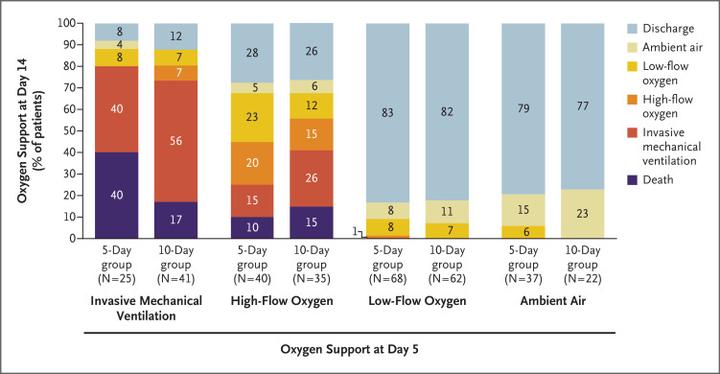 Oxygen Support at Day 14
(% of patients)
100
90
80
70
60
50
40
30
20
10
0
8
4
8
40
40
12
7
7
56
17
28
5
23
20
15
10
26
6
12
15
26
15
83
8
8
1
82
11
7
79
15
6
77
23
Discharge
Ambient air
Low-flow
oxygen
High-flow
oxygen
Invasive
mechanical
ventilation
Death
5-Day
group
(N=25)
10-Day
group
(N=41)
5-Day
group
(N=40)
10-Day
group
(N=35)
5-Day
group
(N=68)
10-Day
group
(N=62)
5-Day
group
(N=37)
10-Day
group
(N=22)
Invasive Mechanical
Ventilation
High-Flow Oxygen
Low-Flow Oxygen
Ambient Air
Oxygen Support at Day 5